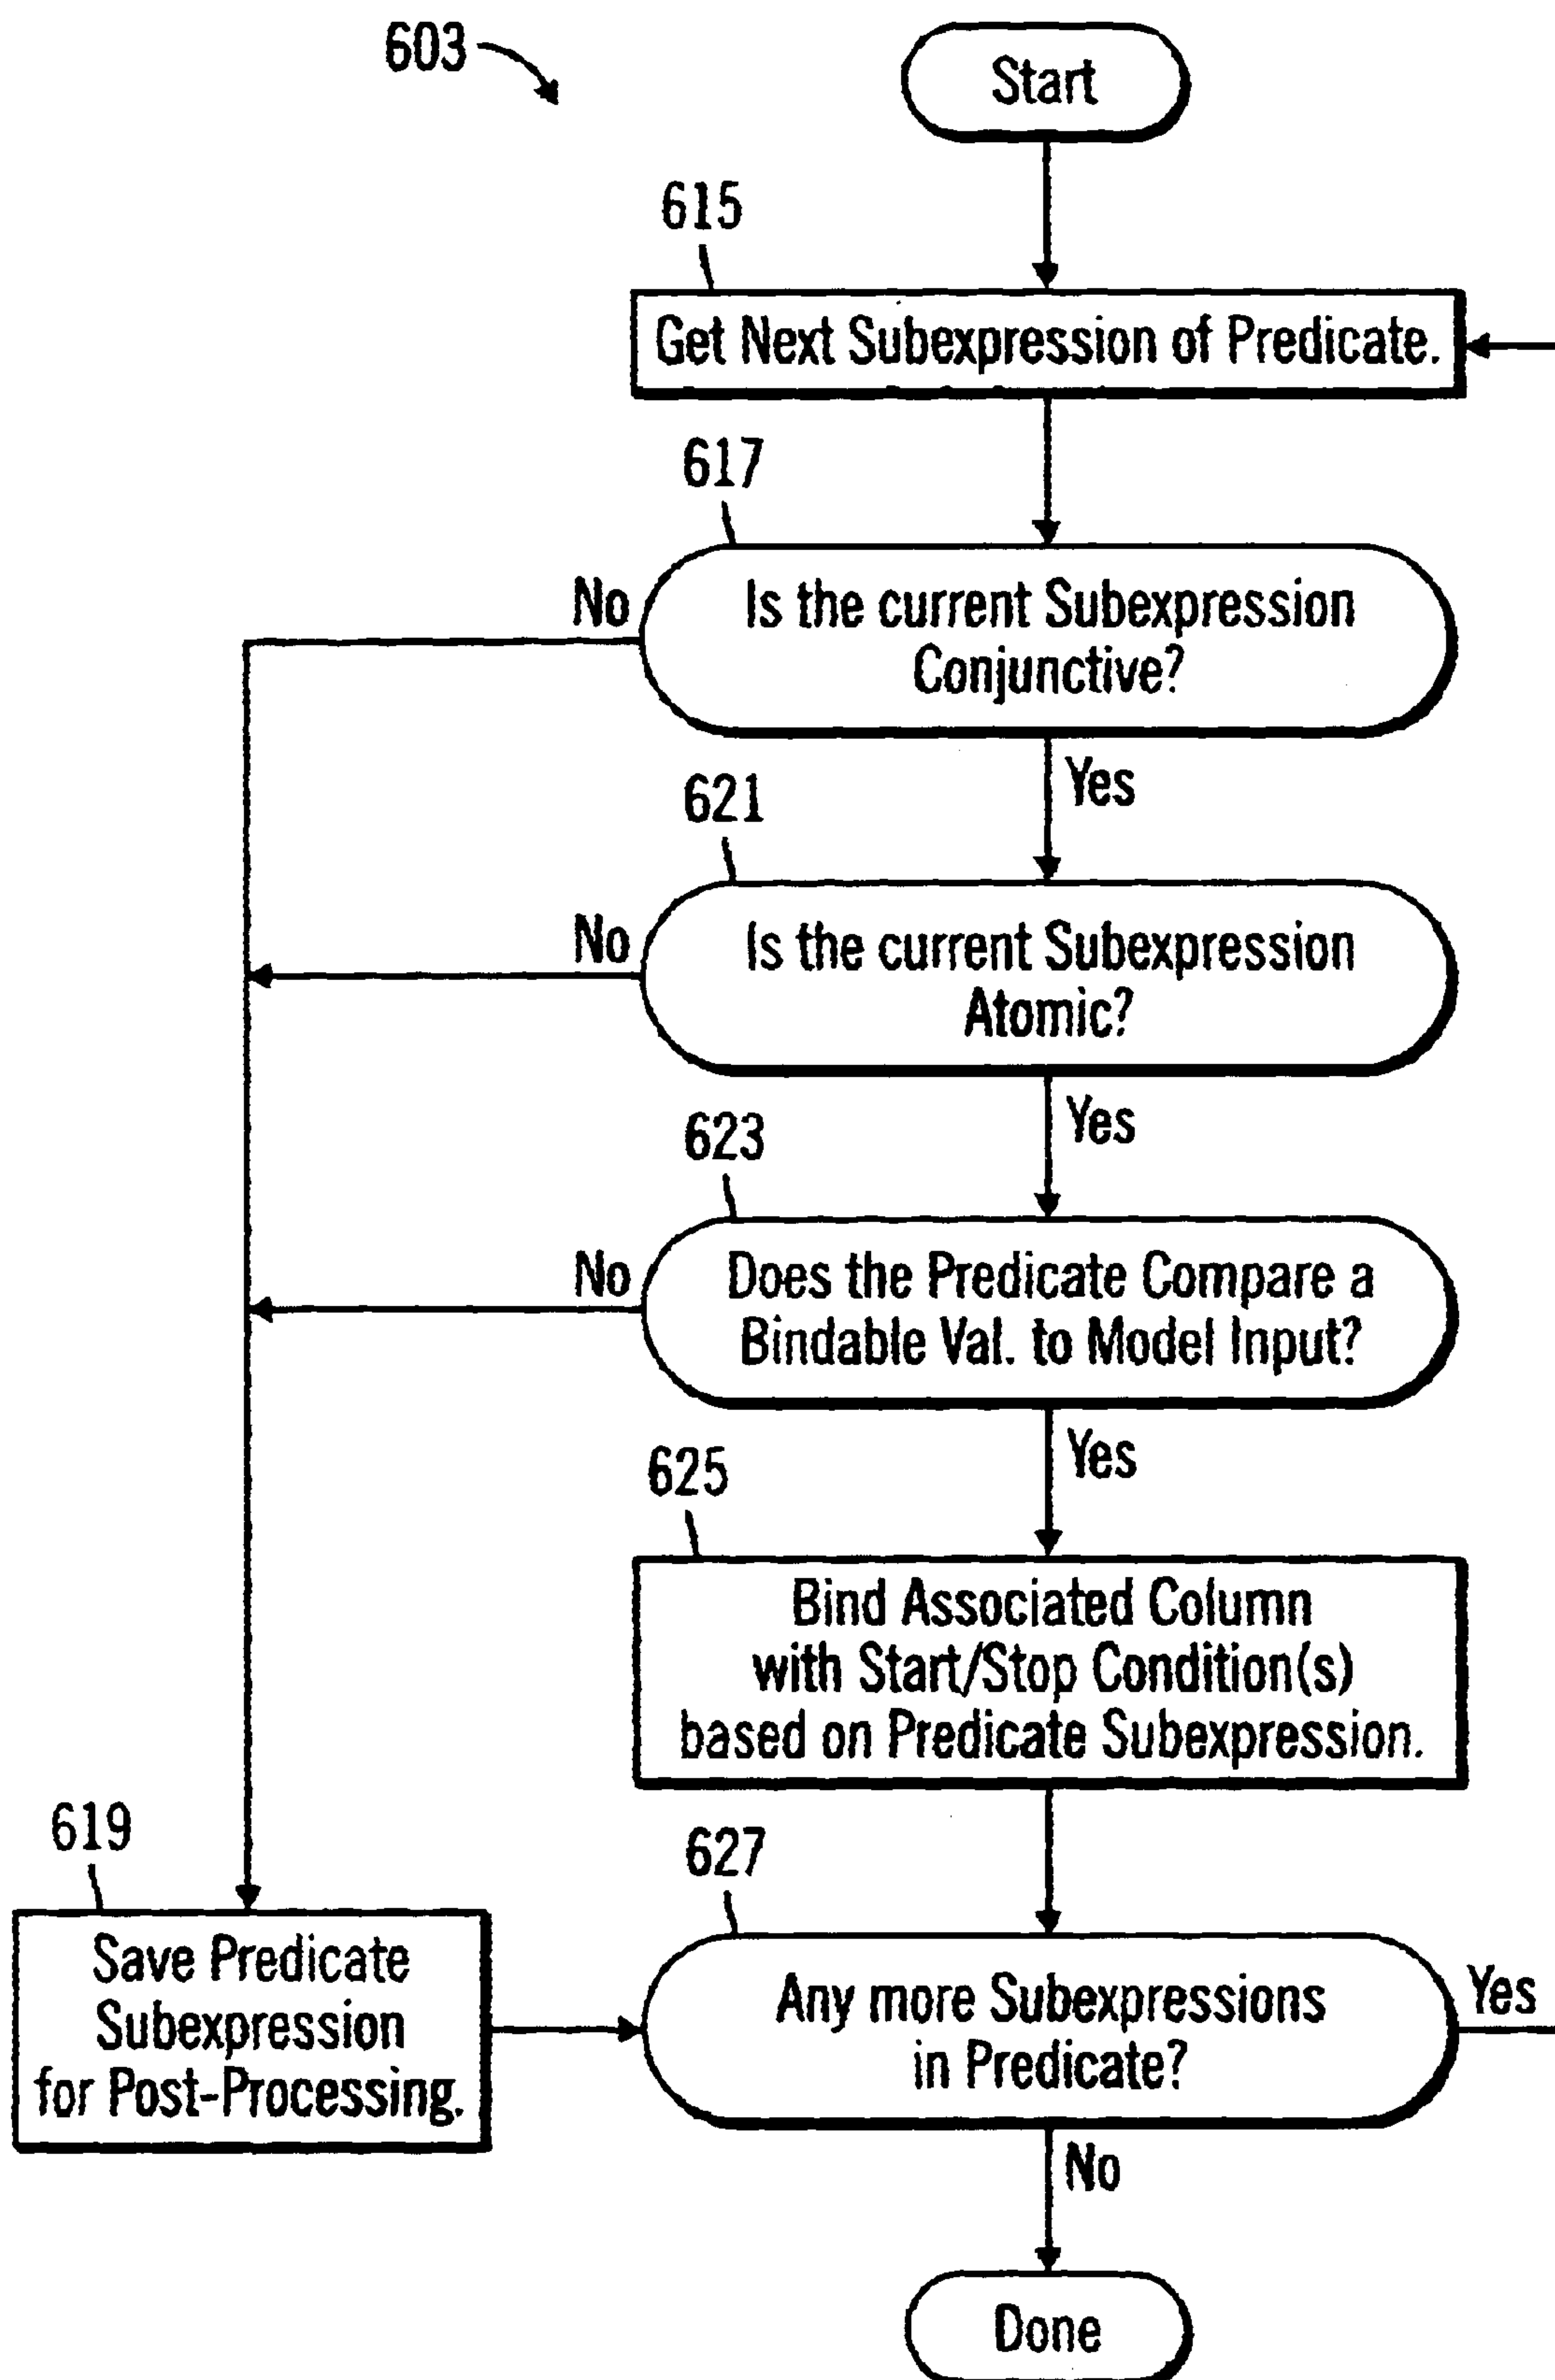 603
Start
615
Get Next Subexpression of Predicate.
617
No
Is the current Subexpression
Conjunctive?
Yes
621
No
Is the current Subexpression
Atomic?
Yes
623
No
Does the Predicate Compare a
Bindable Val. to Model Input?
Yes
625
Bind Associated Column
with Start/Stop Condition(s)
based on Predicate Subexpression.
619
Save Predicate
Subexpression
for Post-Processing.
627
Any more Subexpressions
in Predicate?
Yes
No
Done